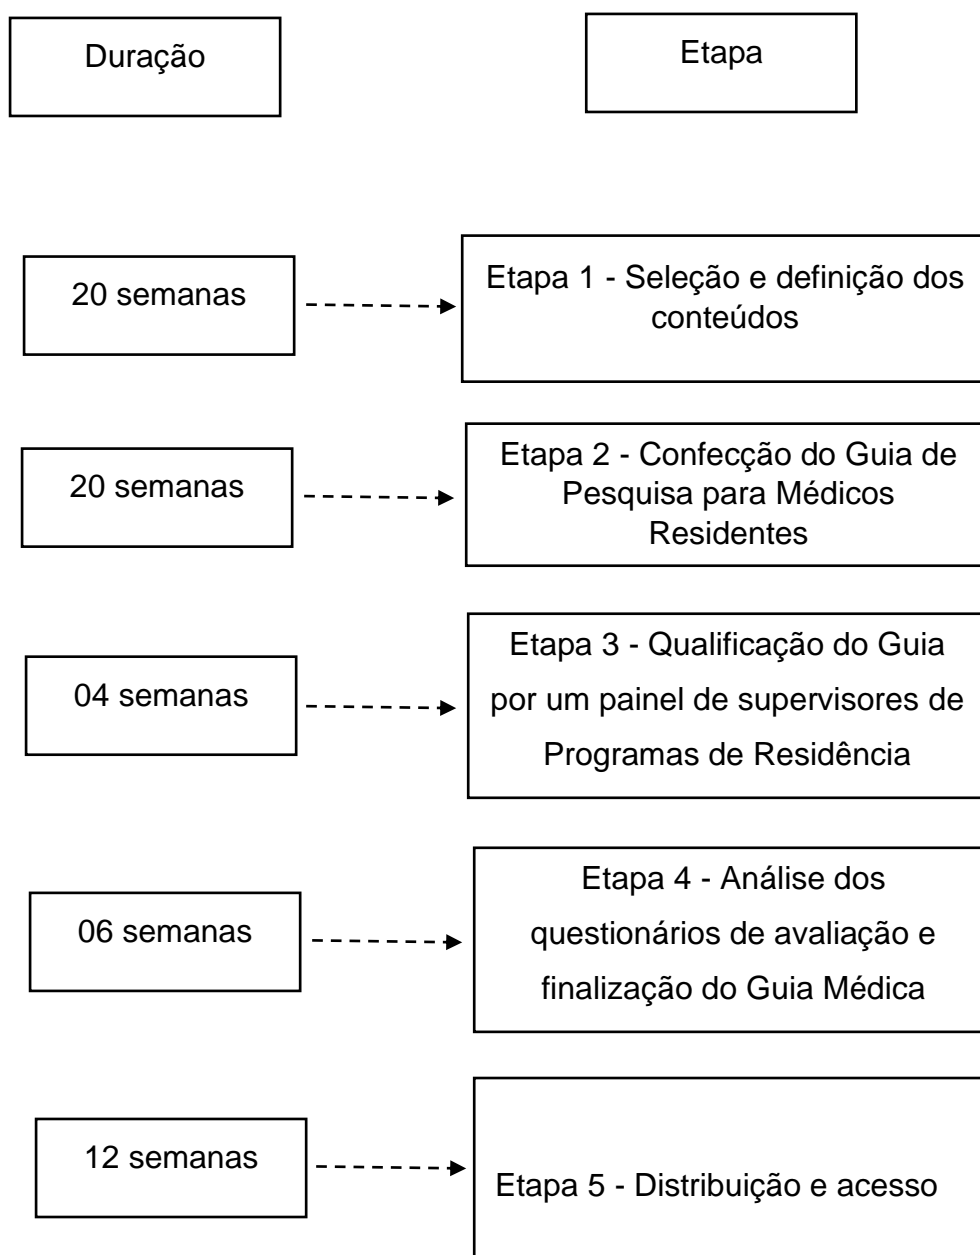 Duração
Etapa
20 semanas
Etapa 1 - Seleção e definição dos
conteúdos
20 semanas
Etapa 2 - Confecção do Guia de
Pesquisa para Médicos
Residentes
04 semanas
Etapa 3 - Qualificação do Guia
por um painel de supervisores de
Programas de Residência
06 semanas
Etapa 4 - Análise dos
questionários de avaliação e
finalização do Guia Médica
12 semanas
Etapa 5 - Distribuição e acesso